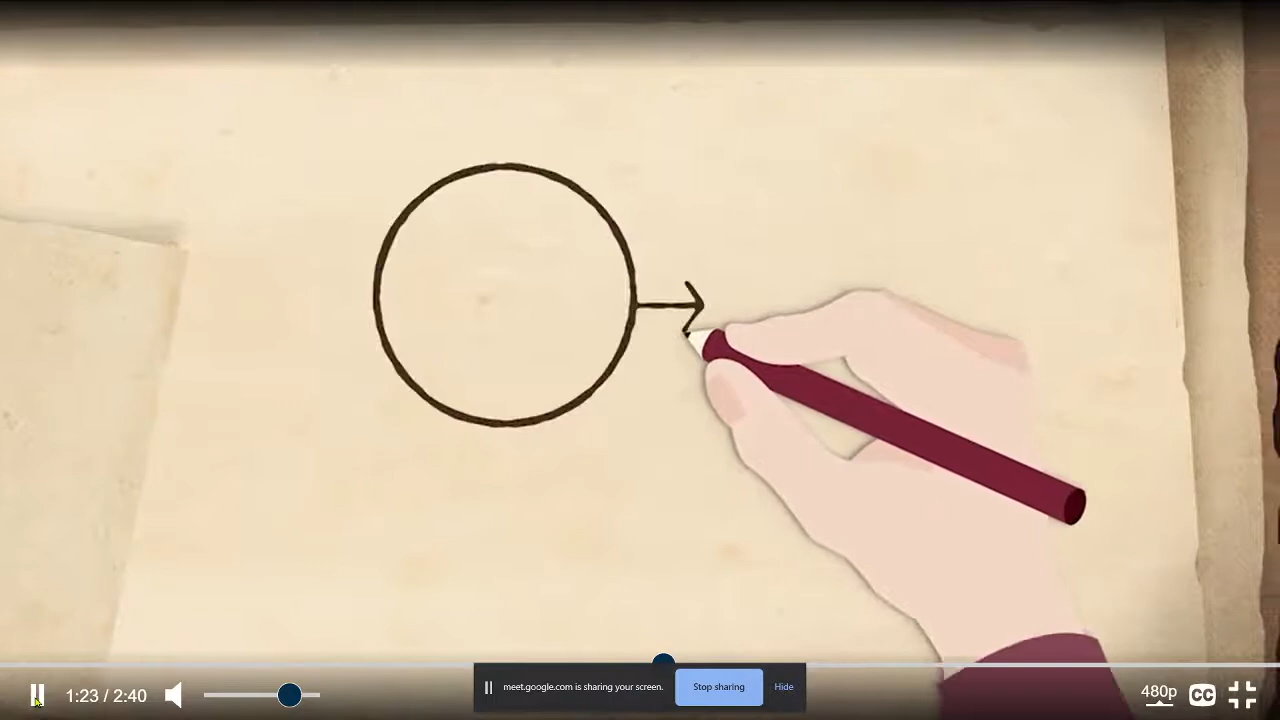 1:23 / 2:40
meet.google.com is sharing your screen.
Stop sharing
Hide
480p
CC